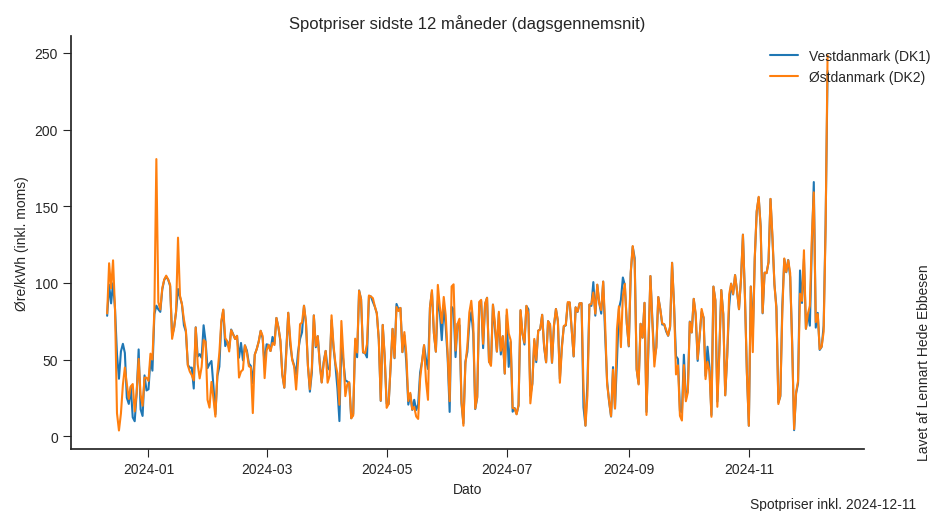 Spotpriser sidste 12 måneder (dagsgennemsnit)
Vestdanmark (DK1)
Østdanmark (DK2)
Øre/kWh (inkl. moms)
250
200
150
100
50
0
2024-01
2024-03
2024-05
2024-07
2024-09
2024-11
Dato
Lavet af Lennart Hede Ebbesen
Spotpriser inkl. 2024-12-11